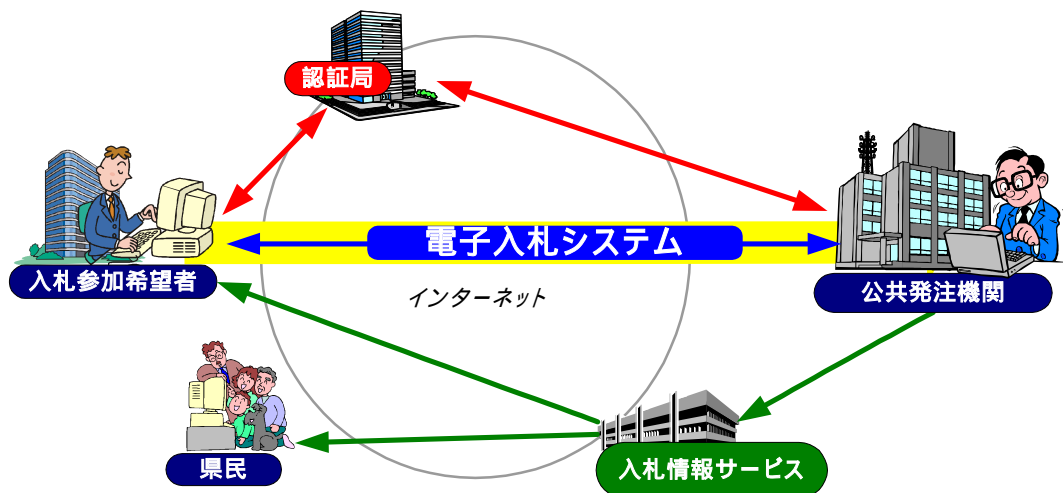 認証局
電子入札システム
入札参加希望者
インターネット
公共発注機関
県民
入札情報サービス